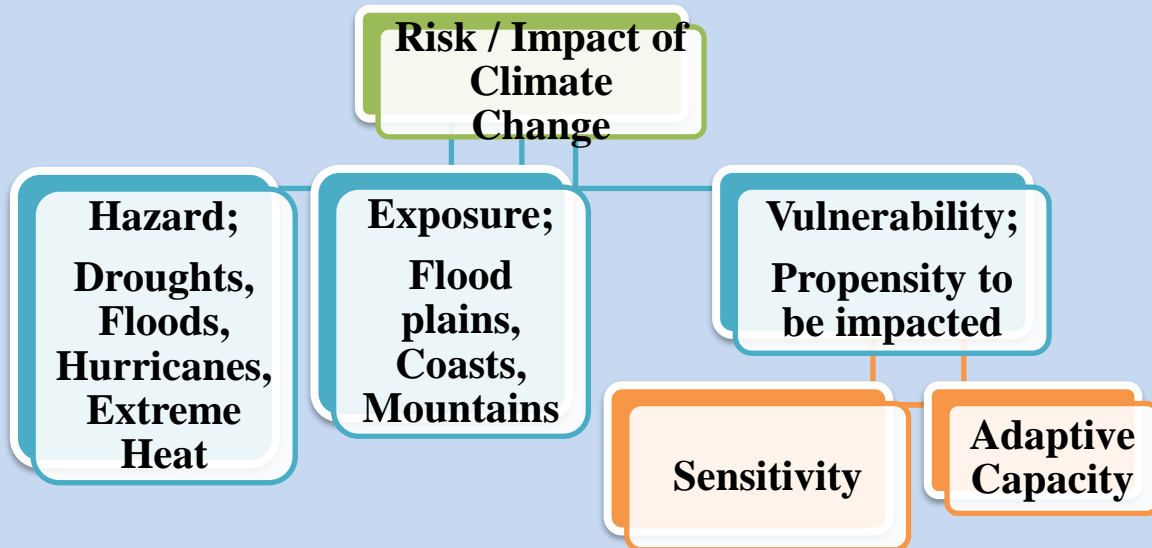 Risk / Impact of
Climate
Change
Hazard;
Droughts,
Floods,
Hurricanes,
Extreme
Heat
Exposure;
Flood
plains,
Coasts,
Mountains
Vulnerability;
Propensity to
be impacted
Sensitivity
Adaptive
Capacity